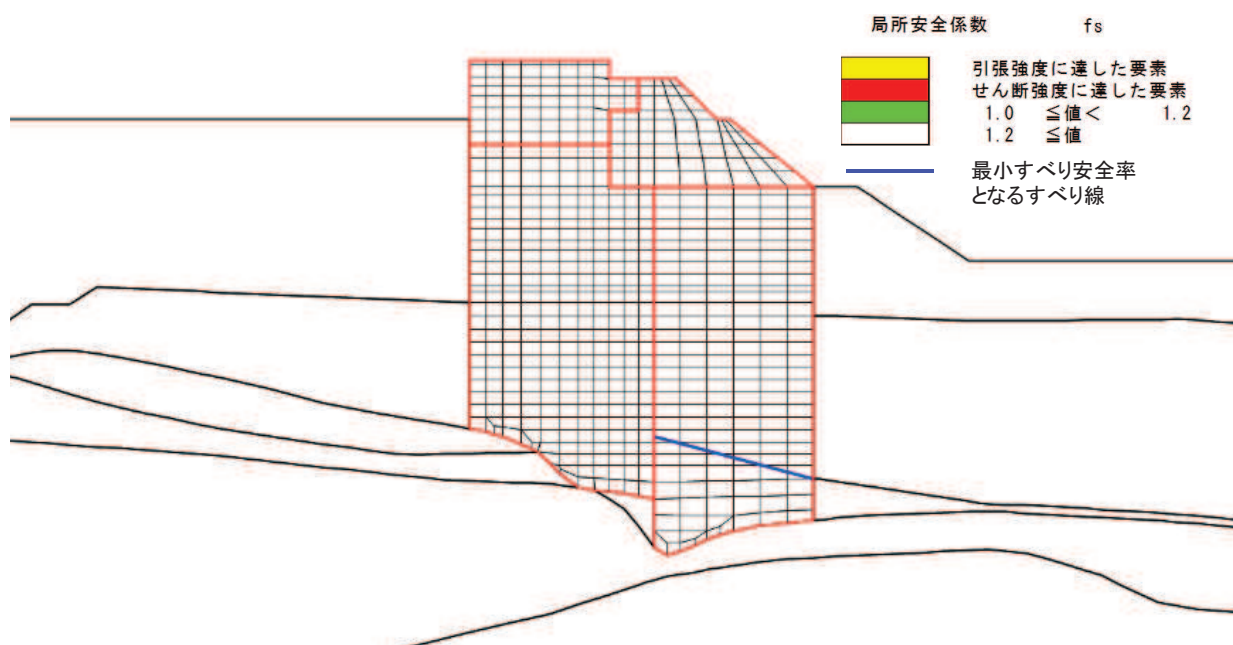 局所安全係数 fs
引張強度に達した要素
せん断強度に達した要素
1.0 ≦値< 1.2
1.2 ≦値
最小すべり安全率
となるすべり線